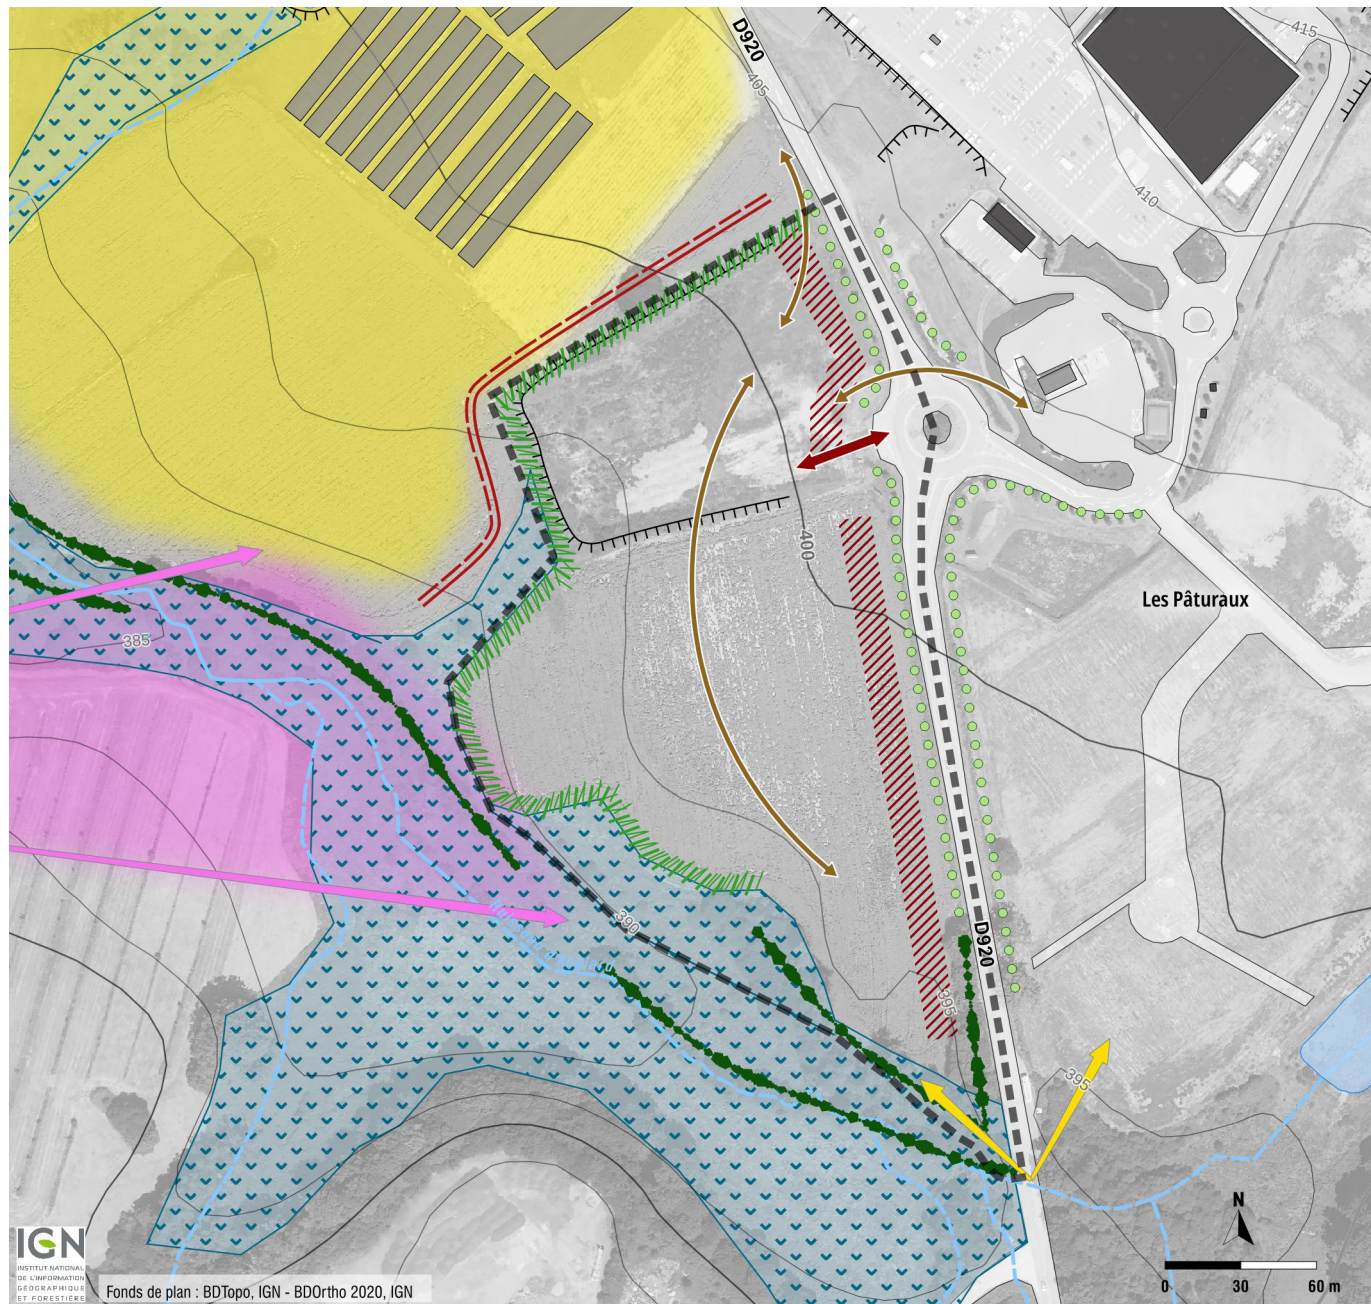 D920
405
415
410
400
Les Pâturaux
385
390
D920
395
395
N
0 30 60 m
IGN
INSTITUT NATIONAL
DE L'INFORMATION
GÉOGRAPHIQUE
ET FORESTIÈRE
Fonds de plan : BDTopo, IGN - BDOrtho 2020, IGN